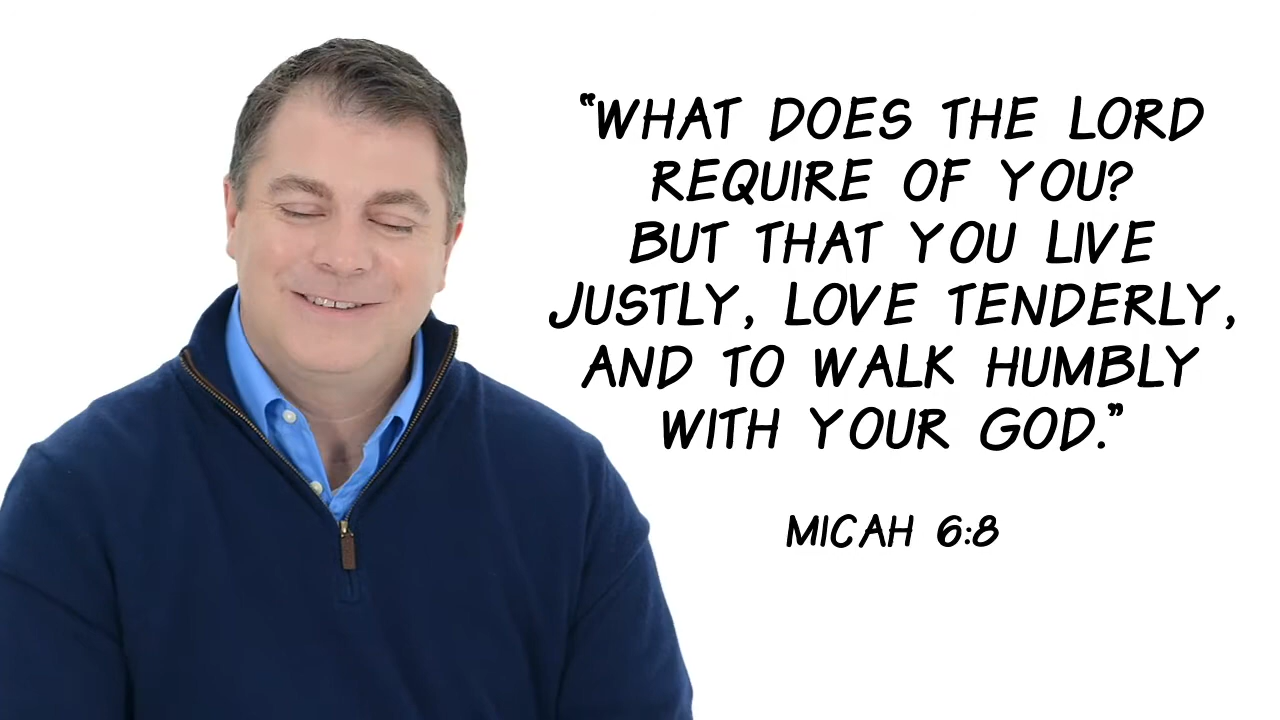 “WHAT DOES THE LORD
REQUIRE OF YOU?
BUT THAT YOU LIVE
JUSTLY, LOVE TENDERLY,
AND TO WALK HUMBLY
WITH YOUR GOD.”
MICAH 6:8